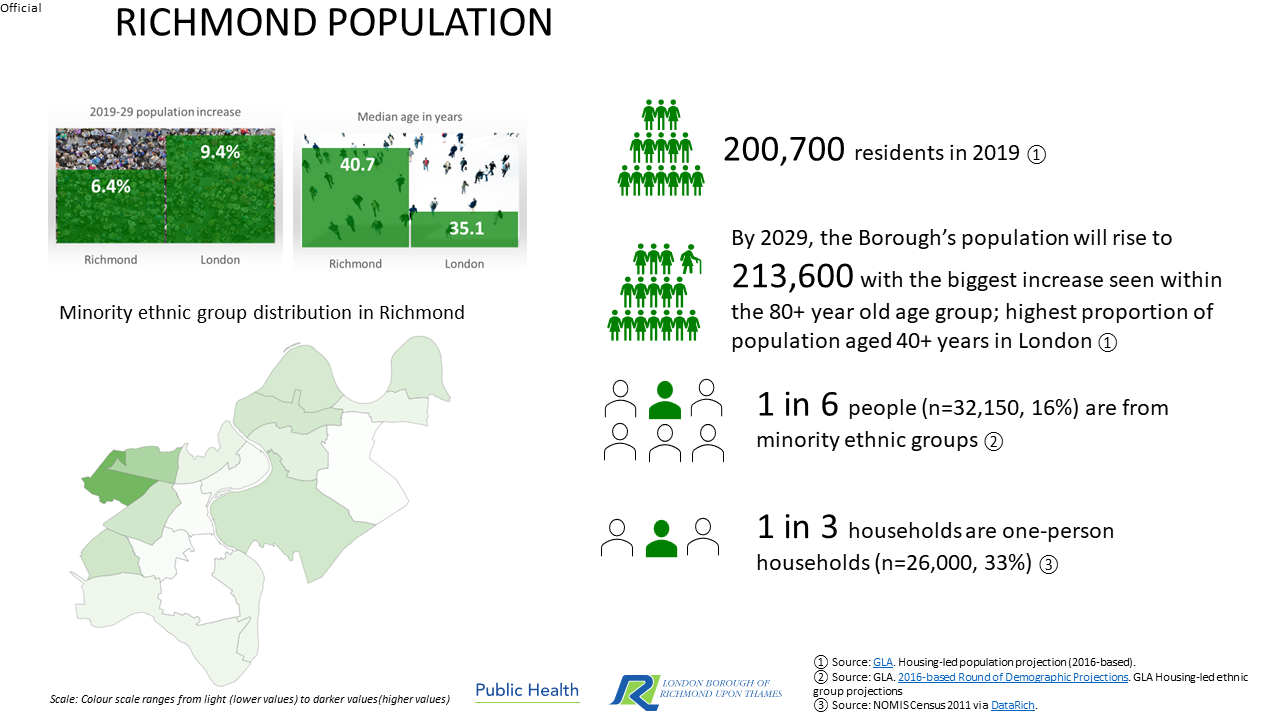 Official
RICHMOND POPULATION
2019-29 population increase
9.4%
6.4%
Richmond
London
Median age in years
40.7
35.1
Richmond
London
Minority ethnic group distribution in Richmond
Scale: Colour scale ranges from light (lower values) to darker values(higher values)
200,700 residents in 2019 ①
By 2029, the Borough’s population will rise to
213,600 with the biggest increase seen within
the 80+ year old age group; highest proportion of
population aged 40+ years in London ①
1 in 6 people (n=32,150, 16%) are from
minority ethnic groups ②
1 in 3 households are one-person
households (n=26,000, 33%) ③
Public Health
LONDON BOROUGH OF
RICHMOND UPON THAMES
① Source: GLA. Housing-led population projection (2016-based).
② Source: GLA. 2016-based Round of Demographic Projections. GLA Housing-led ethnic
group projections
③ Source: NOMIS Census 2011 via DataRich.